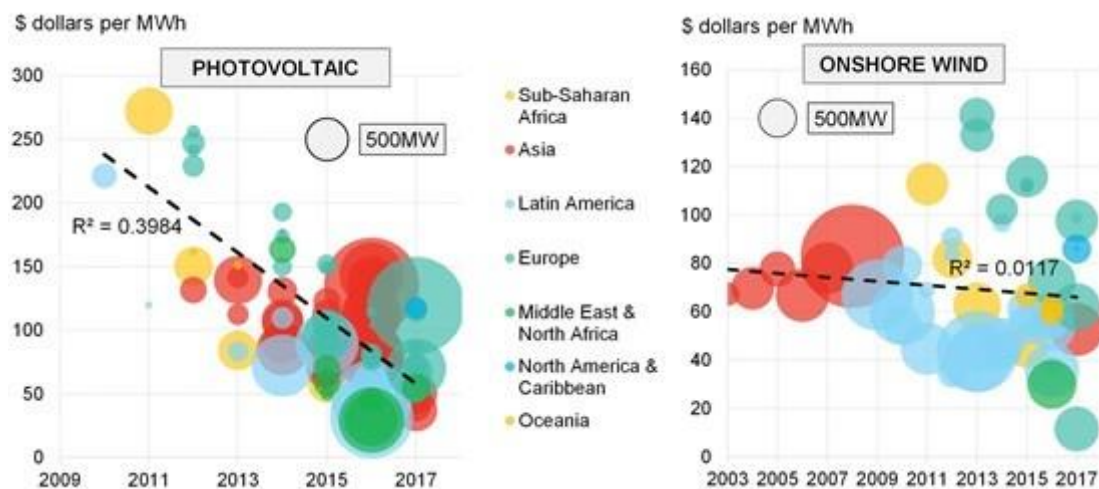 $ dollars per MWh
PHOTOVOLTAIC
300
250
200
150
100
50
0
500MW
R² = 0.3984
2009 2011 2013 2015 2017
Sub-Saharan
Africa
Asia
Latin America
Europe
Middle East &
North Africa
North America &
Caribbean
Oceania
$ dollars per MWh
ONSHORE WIND
160
140
120
100
80
60
40
20
0
500MW
R² = 0.0117
2003 2005 2007 2009 2011 2013 2015 2017